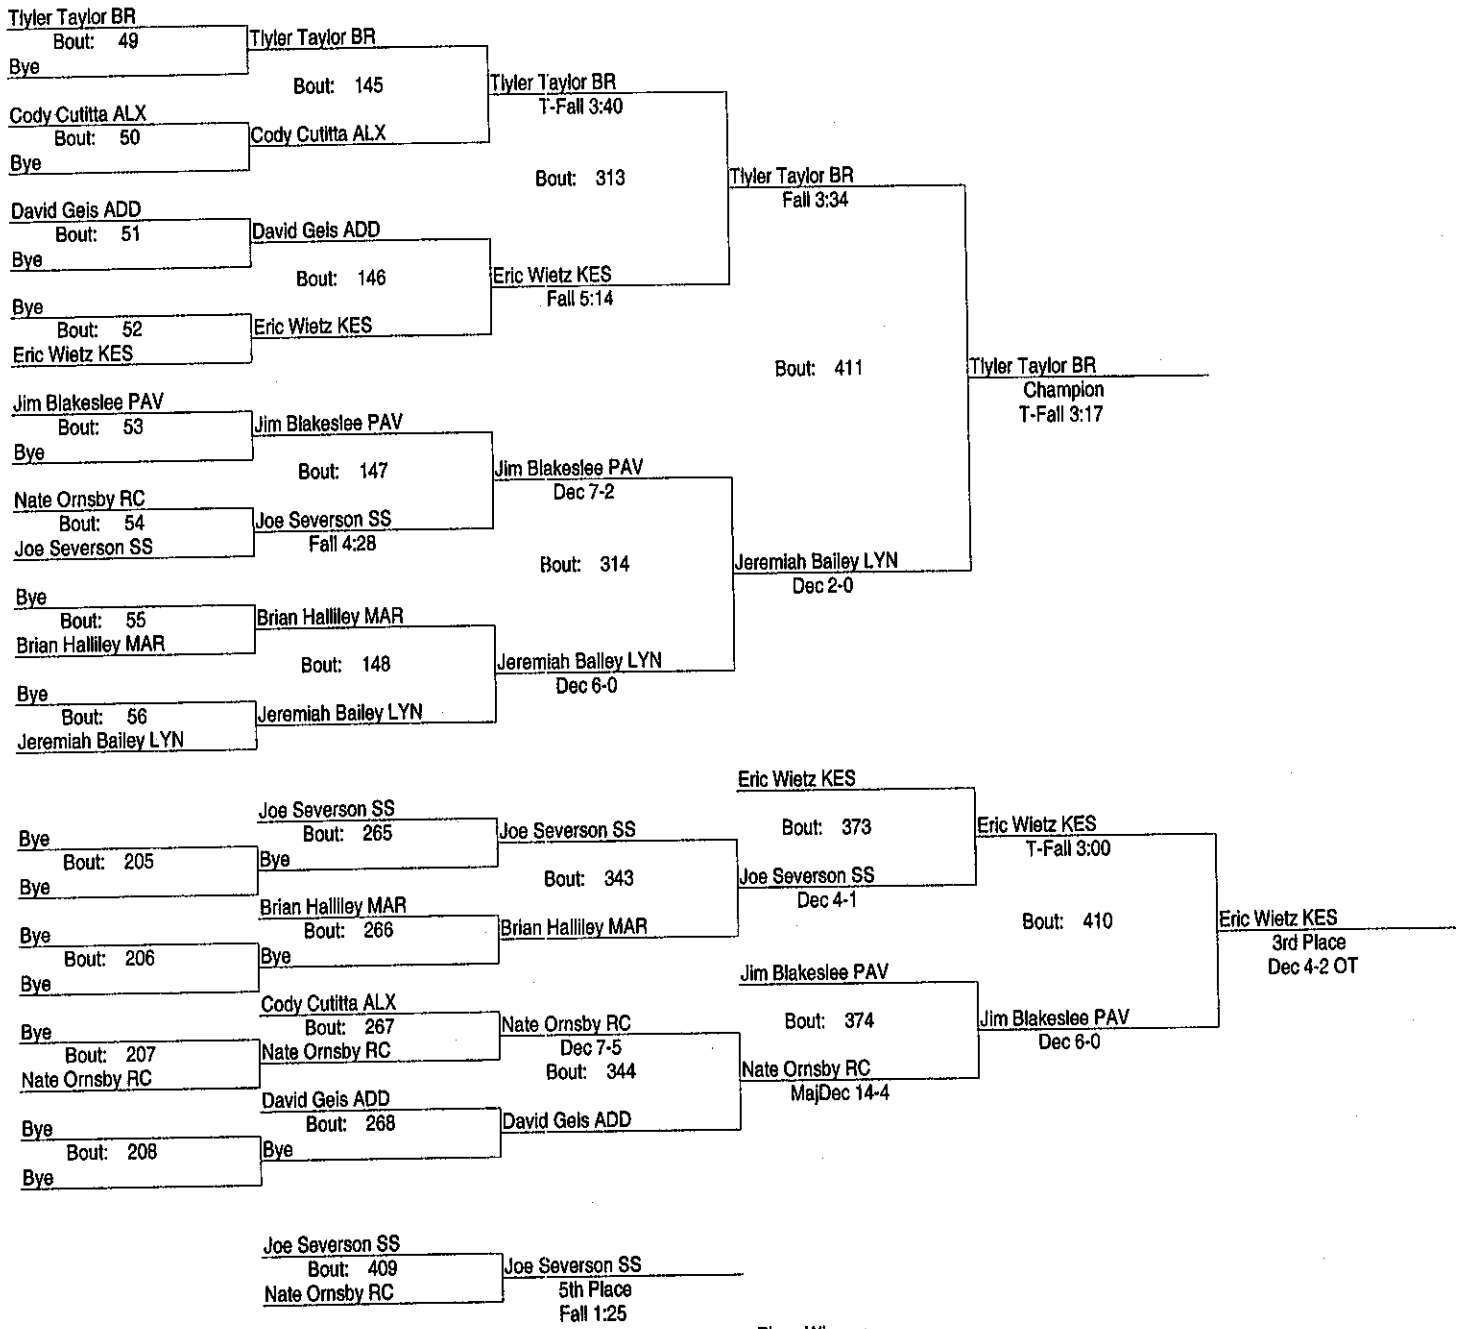 Tlyler Taylor BR
Bout: 49
Bye
Tlyler Taylor BR
Bout: 145
Cody Cutitta ALX
Bout: 50
Bye
Cody Cutitta ALX
Tlyler Taylor BR
T-Fall 3:40
Bout: 313
David Geis ADD
Bout: 51
Bye
David Geis ADD
Bout: 146
Bye
Bout: 52
Eric Wietz KES
Eric Wietz KES
Eric Wietz KES
Fall 5:14
Tlyler Taylor BR
Fall 3:34
Bout: 411
Tlyler Taylor BR
Champion
T-Fall 3:17
Jim Blakeslee PAV
Bout: 53
Bye
Jim Blakeslee PAV
Bout: 147
Nate Ornsby RC
Bout: 54
Joe Severson SS
Joe Severson SS
Fall 4:28
Jim Blakeslee PAV
Dec 7-2
Bout: 314
Bye
Bout: 55
Brian Halliley MAR
Brian Halliley MAR
Bout: 148
Bye
Bout: 56
Jeremiah Bailey LYN
Jeremiah Bailey LYN
Jeremiah Bailey LYN
Dec 6-0
Jeremiah Bailey LYN
Dec 2-0
Bye
Bout: 205
Bye
Joe Severson SS
Bout: 265
Bye
Joe Severson SS
Bout: 343
Bye
Bout: 206
Bye
Brian Halliley MAR
Bout: 266
Bye
Brian Halliley MAR
Eric Wietz KES
Bout: 373
Joe Severson SS
Dec 4-1
Eric Wietz KES
T-Fall 3:00
Bout: 410
Eric Wietz KES
3rd Place
Dec 4-2 OT
Bye
Bout: 207
Nate Ornsby RC
Cody Cutitta ALX
Bout: 267
Nate Ornsby RC
Nate Ornsby RC
Dec 7-5
Bout: 344
Bye
Bout: 208
Bye
David Geis ADD
Bout: 268
Bye
David Geis ADD
Jim Blakeslee PAV
Bout: 374
Nate Ornsby RC
MajDec 14-4
Jim Blakeslee PAV
Dec 6-0
Joe Severson SS
Bout: 409
Nate Ornsby RC
Joe Severson SS
5th Place
Fall 1:25